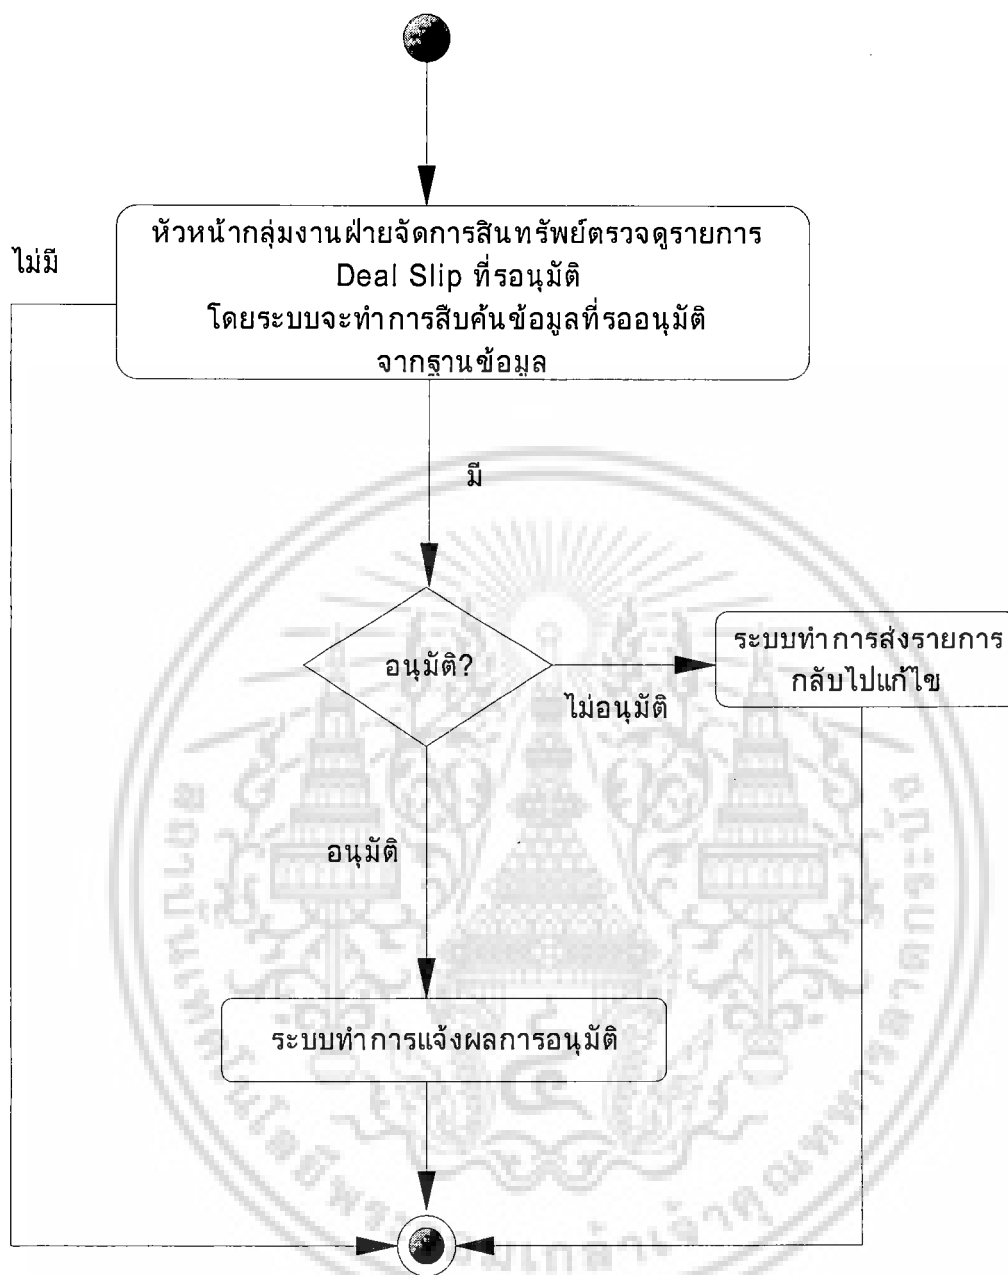 หัวหน้ากลุ่มงานฝ่ายจัดการสินทรัพย์ตรวจดูรายการ
Deal Slip ที่รอนุมัติ
โดยระบบจะทำการสืบค้นข้อมูลที่รออนุมัติ
จากฐานข้อมูล
ไม่มี
มี
อนุมัติ?
ไม่อนุมัติ
ระบบทำการส่งรายการ
กลับไปแก้ไข
อนุมัติ
ระบบทำการแจ้งผลการอนุมัติ